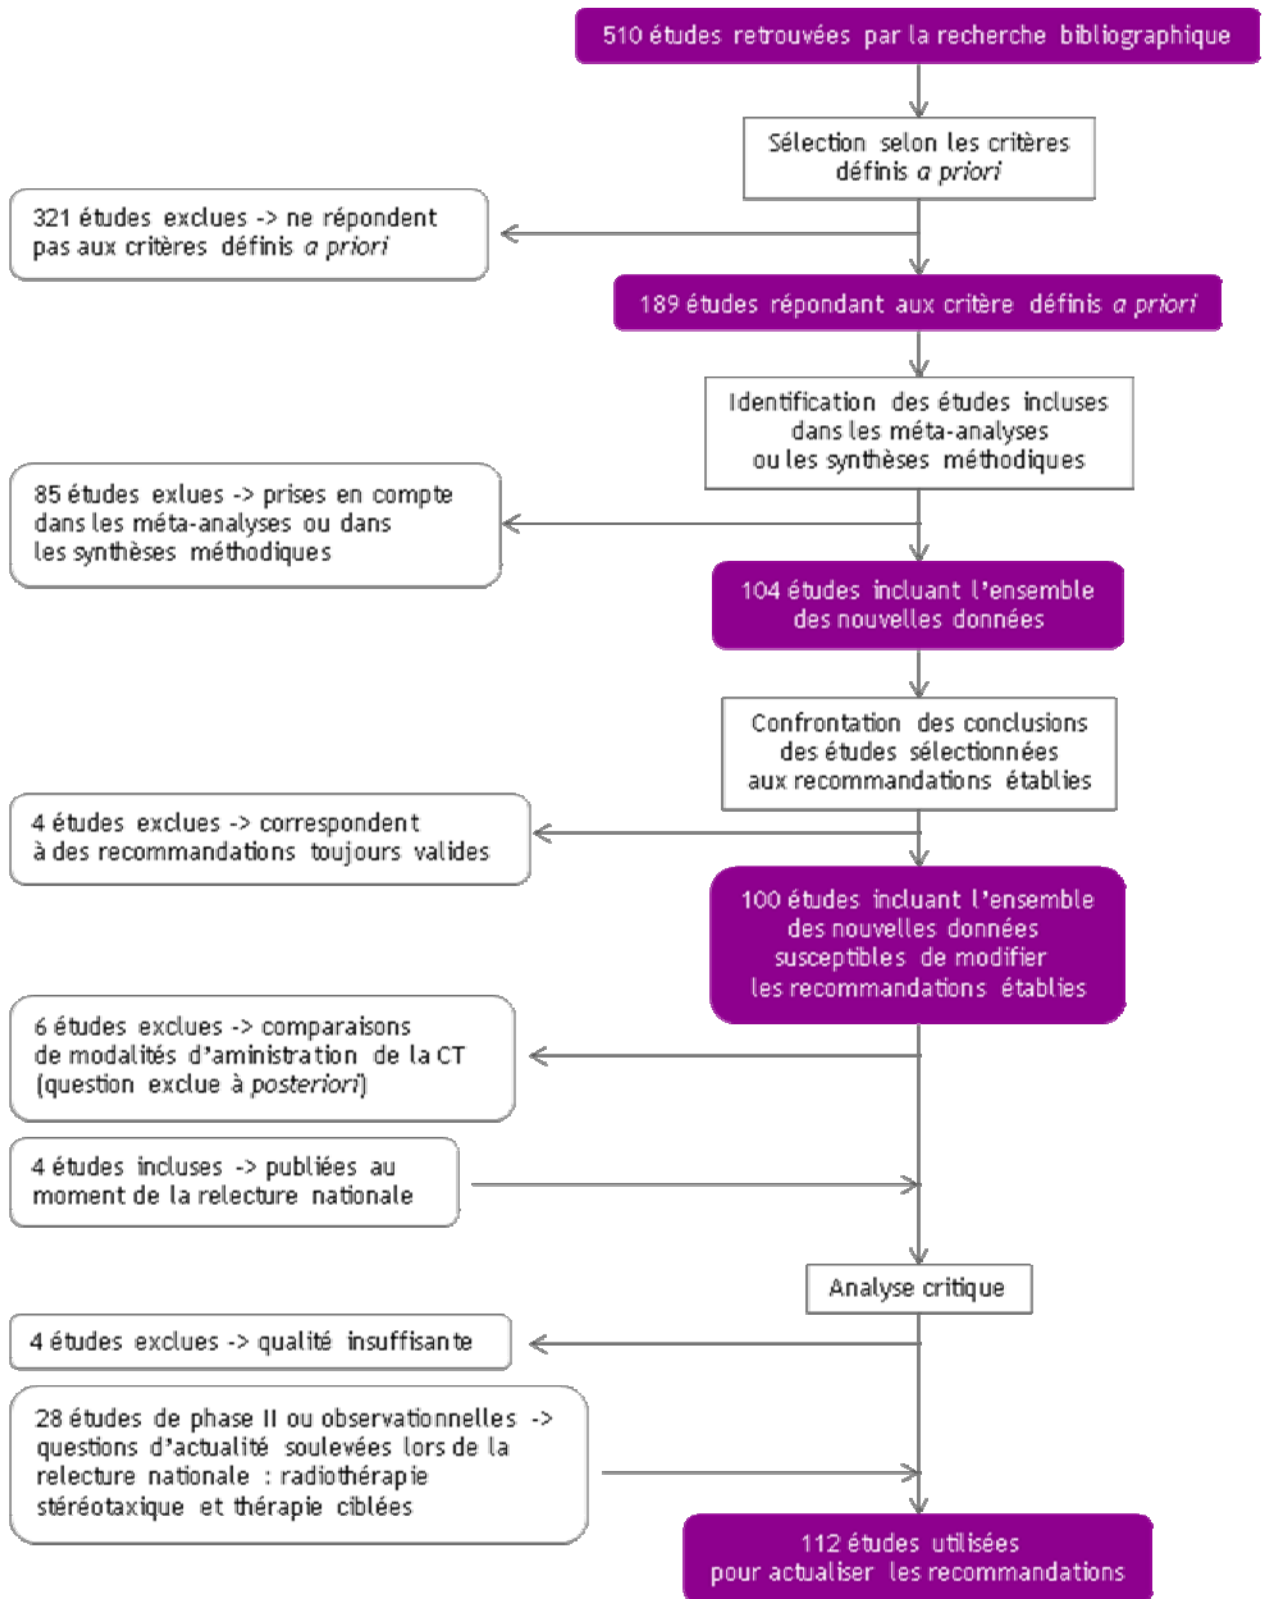 510 études retrouvées par la recherche bibliographique
Sélection selon les critères
définis a priori
321 études exclues -> ne répondent
pas aux critères définis a priori
189 études répondant aux critère définis a priori
Identification des études incluses
dans les méta-analyses
ou les synthèses méthodiques
85 études exlues -> prises en compte
dans les méta-analyses ou dans
les synthèses méthodiques
104 études incluant l'ensemble
des nouvelles données
Confrontation des conclusions
des études sélectionnées
aux recommandations établies
4 études exclues -> correspondent
à des recommandations toujours valides
100 études incluant l'ensemble
des nouvelles données
susceptibles de modifier
les recommandations établies
6 études exclues -> comparaisons
de modalités d'aministration de la CT
(question exclue à posteriori)
4 études incluses -> publiées au
moment de la relecture nationale
Analyse critique
4 études exclues -> qualité insuffisante
28 études de phase II ou observationnelles ->
questions d'actualité soulevées lors de la
relecture nationale : radiothérapie
stéréotaxique et thérapie ciblées
112 études utilisées
pour actualiser les recommandations